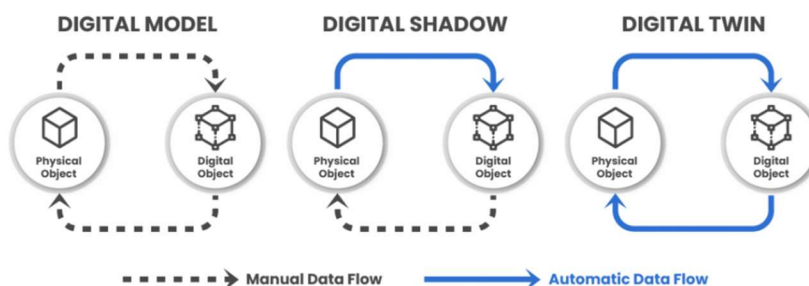 DIGITAL MODEL
DIGITAL SHADOW
DIGITAL TWIN
Physical
Object
Digital
Object
Physical
Object
Digital
Object
Physical
Object
Digital
Object
Manual Data Flow
Automatic Data Flow